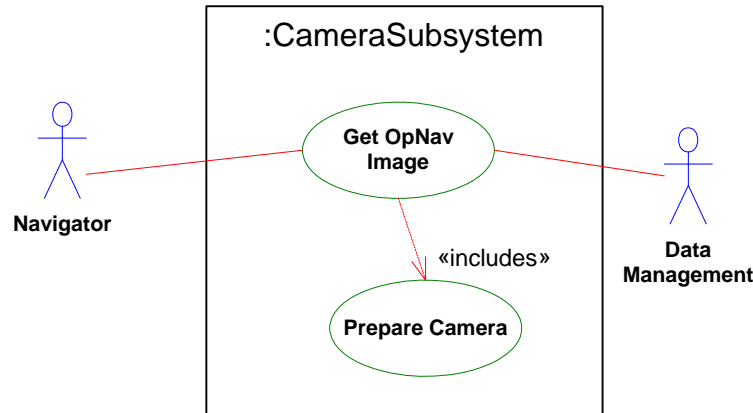 :CameraSubsystem
Get OpNav
Image
Navigator
Data
Management
«includes»
Prepare Camera